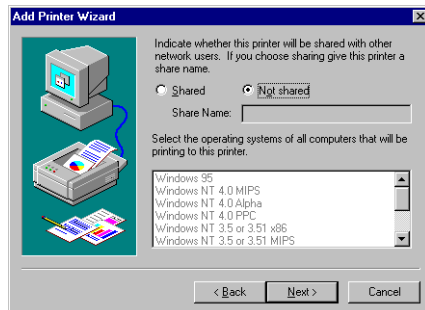 Add Printer Wizard
Indicate whether this printer will be shared with other
network users. If you choose sharing give this printer a
share name.
Shared
Not shared
Share Name:
Select the operating systems of all computers that will be
printing to this printer.
Windows 95
Windows NT 4.0 MIPS
Windows NT 4.0 Alpha
Windows NT 4.0 PPC
Windows NT 3.5 or 3.51 x86
Windows NT 3.5 or 3.51 MIPS
< Back
Next >
Cancel